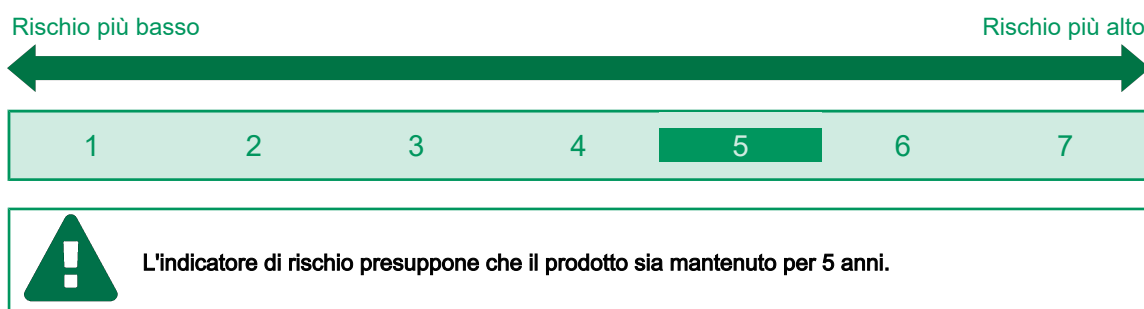 Rischio più basso Rischio più alto
1 2 3 4 5 6 7
L'indicatore di rischio presuppone che il prodotto sia mantenuto per 5 anni.